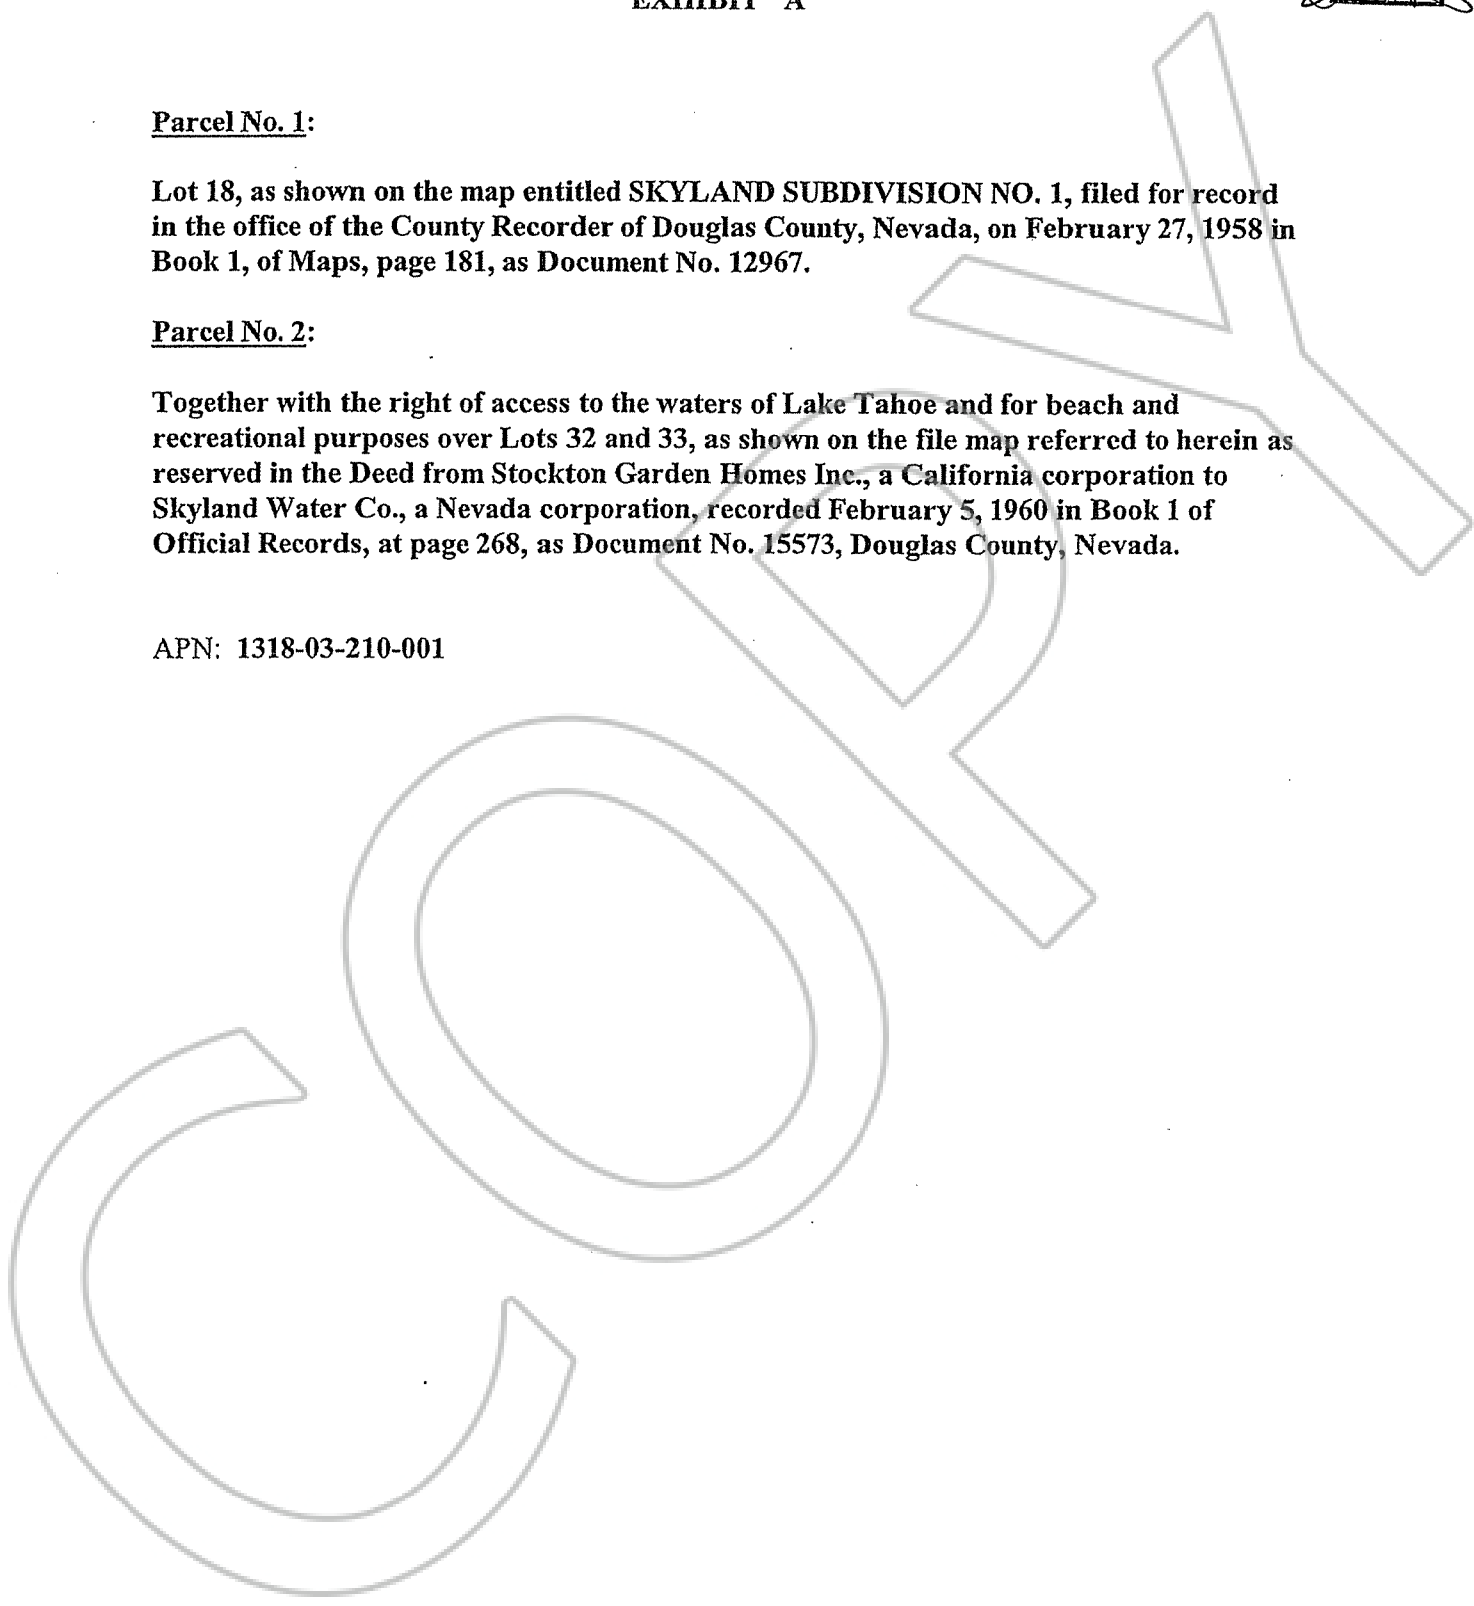 EXHIBIT "A"
Parcel No. 1:
Lot 18, as shown on the map entitled SKYLAND SUBDIVISION NO. 1, filed for record
in the office of the County Recorder of Douglas County, Nevada, on February 27, 1958 in
Book 1, of Maps, page 181, as Document No. 12967.
Parcel No. 2:
Together with the right of access to the waters of Lake Tahoe and for beach and
recreational purposes over Lots 32 and 33, as shown on the file map referred to herein as
reserved in the Deed from Stockton Garden Homes Inc., a California corporation to
Skyland Water Co., a Nevada corporation, recorded February 5, 1960 in Book 1 of
Official Records, at page 268, as Document No. 15573, Douglas County, Nevada.
APN: 1318-03-210-001
COPY